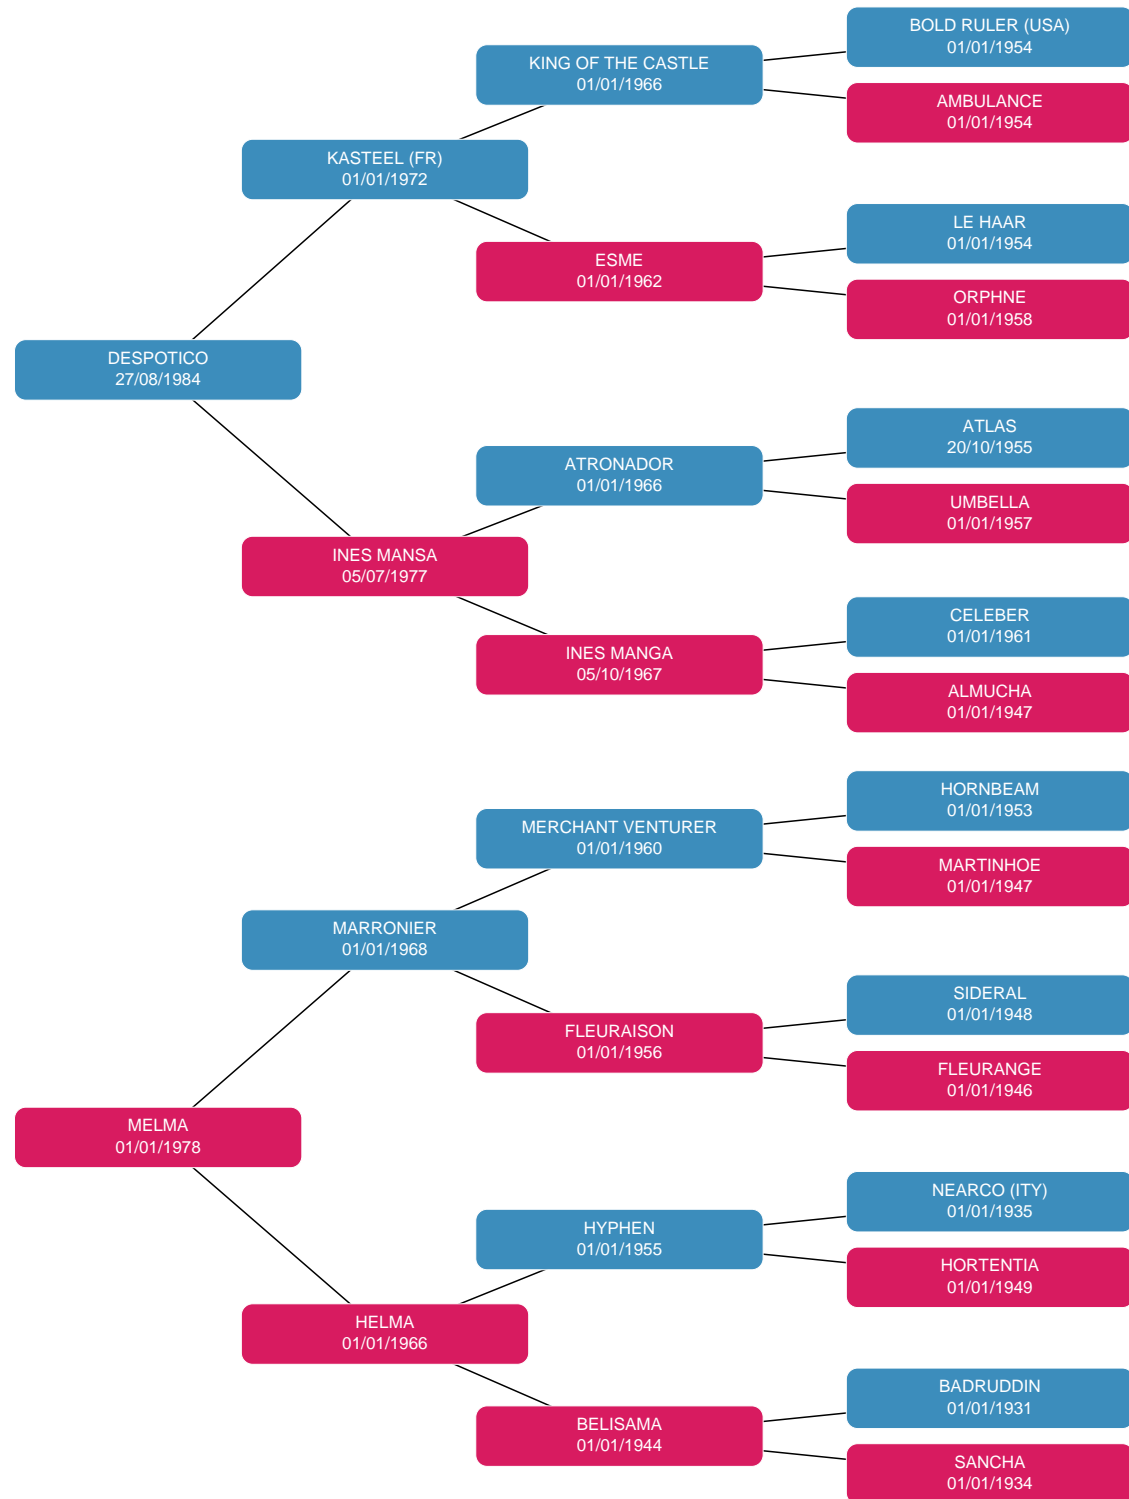 BOLD RULER (USA)
01/01/1954
KING OF THE CASTLE
01/01/1966
AMBULANCE
01/01/1954
KASTEEL (FR)
01/01/1972
LE HAAR
01/01/1954
ESME
01/01/1962
ORPHNE
01/01/1958
DESPOTICO
27/08/1984
ATLAS
20/10/1955
ATRONADOR
01/01/1966
UMBELLA
01/01/1957
INES MANSA
05/07/1977
CELEBER
01/01/1961
INES MANGA
05/10/1967
ALMUCHA
01/01/1947
HORNBEAM
01/01/1953
MERCHANT VENTURER
01/01/1960
MARTINHOE
01/01/1947
MARRONIER
01/01/1968
SIDERAL
01/01/1948
FLEURAISON
01/01/1956
FLEURANGE
01/01/1946
MELMA
01/01/1978
NEARCO (ITY)
01/01/1935
HYPHEN
01/01/1955
HORTENTIA
01/01/1949
HELMA
01/01/1966
BADRUDDIN
01/01/1931
BELISAMA
01/01/1944
SANCHA
01/01/1934